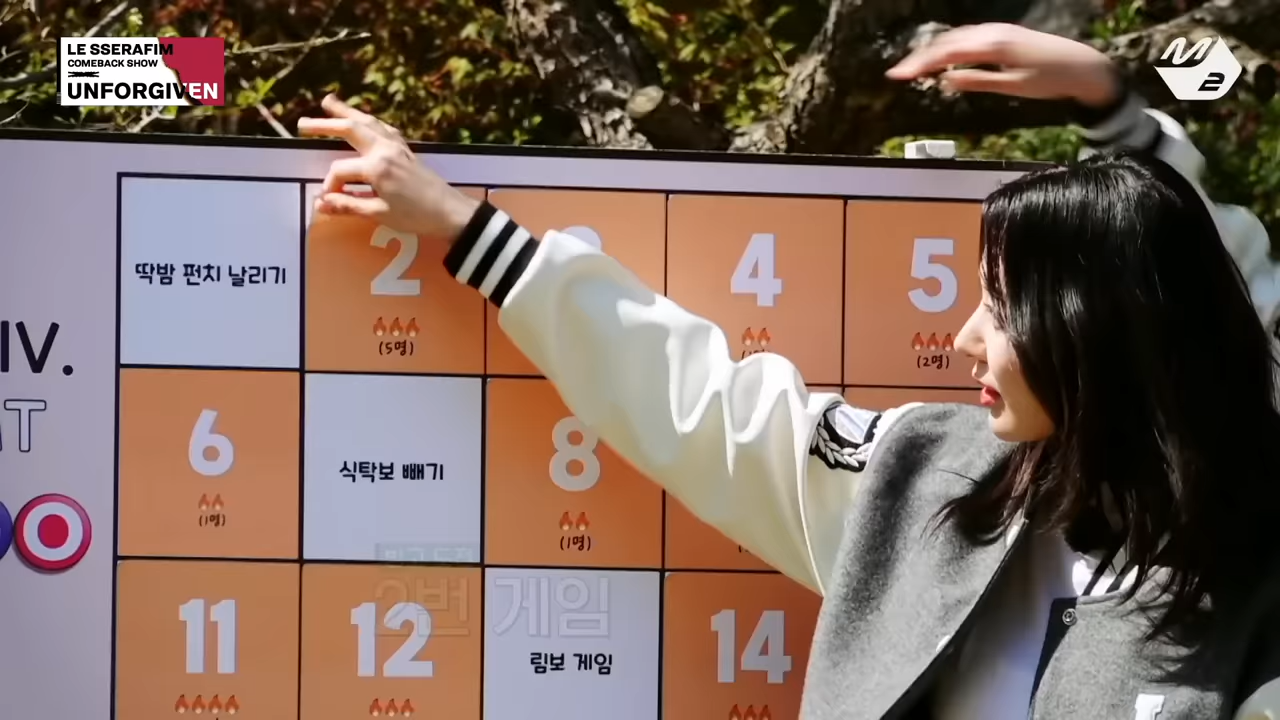 LE SSERAFIM
COMEBACK SHOW
UNFORGIVEN
M2
딱밤 펀치 날리기
2
(5명)
4
5
(2명)
IV.
6
(1명)
식탁보 빼기
8
(1명)
11
12
2번 게임
림보 게임
14